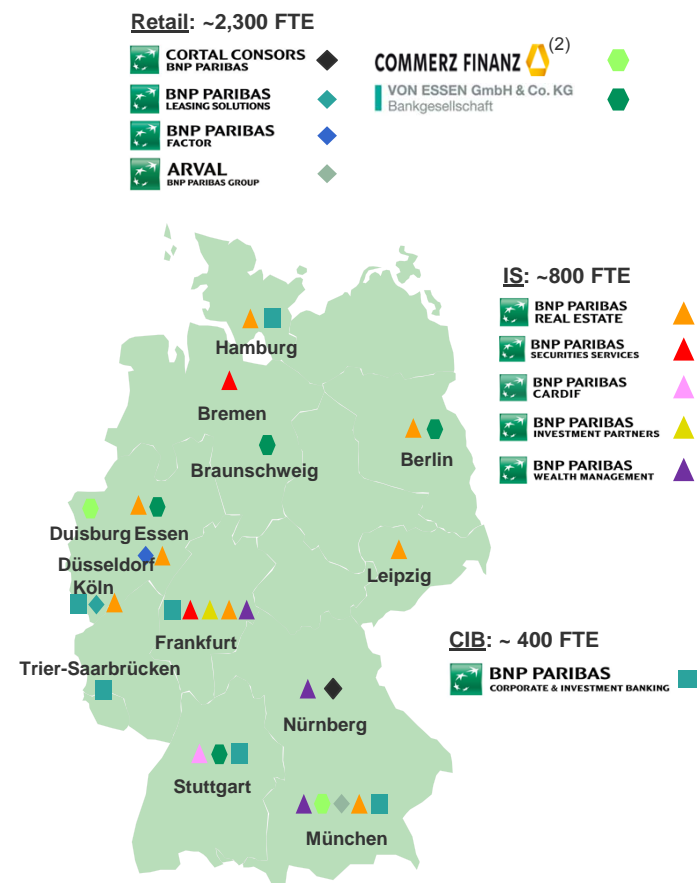 Retail: ~2,300 FTE
CORTAL CONSORS
BNP PARIBAS
BNP PARIBAS
LEASING SOLUTIONS
BNP PARIBAS
FACTOR
ARVAL
BNP PARIBAS GROUP
COMMERZ FINANZ (2)
VON ESSEN GmbH & Co. KG
Bankgesellschaft
IS: ~800 FTE
BNP PARIBAS
REAL ESTATE
BNP PARIBAS
SECURITIES SERVICES
BNP PARIBAS
CARDIF
BNP PARIBAS
INVESTMENT PARTNERS
BNP PARIBAS
WEALTH MANAGEMENT
Hamburg
Bremen
Braunschweig
Berlin
Duisburg Essen
Düsseldorf
Köln
Leipzig
Frankfurt
Trier-Saarbrücken
Nürnberg
Stuttgart
München
CIB: ~ 400 FTE
BNP PARIBAS
CORPORATE & INVESTMENT BANKING